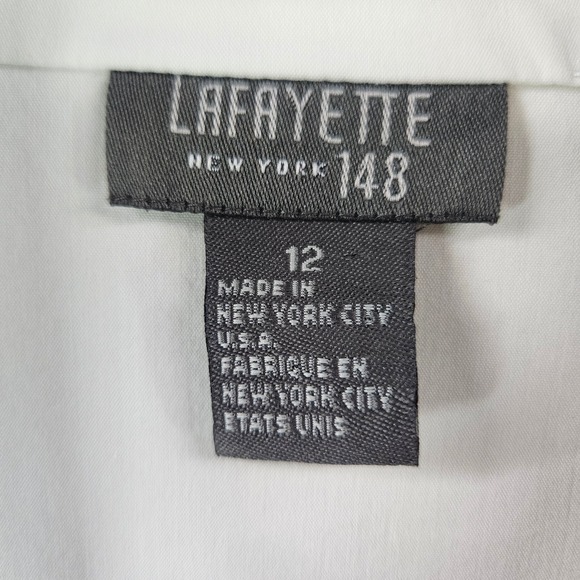 LAFAYETTE
NEW YORK 148
12
MADE IN
NEW YORK CITY
U.S.A.
FABRIQUE EN
NEW YORK CITY
ETATS UNIS